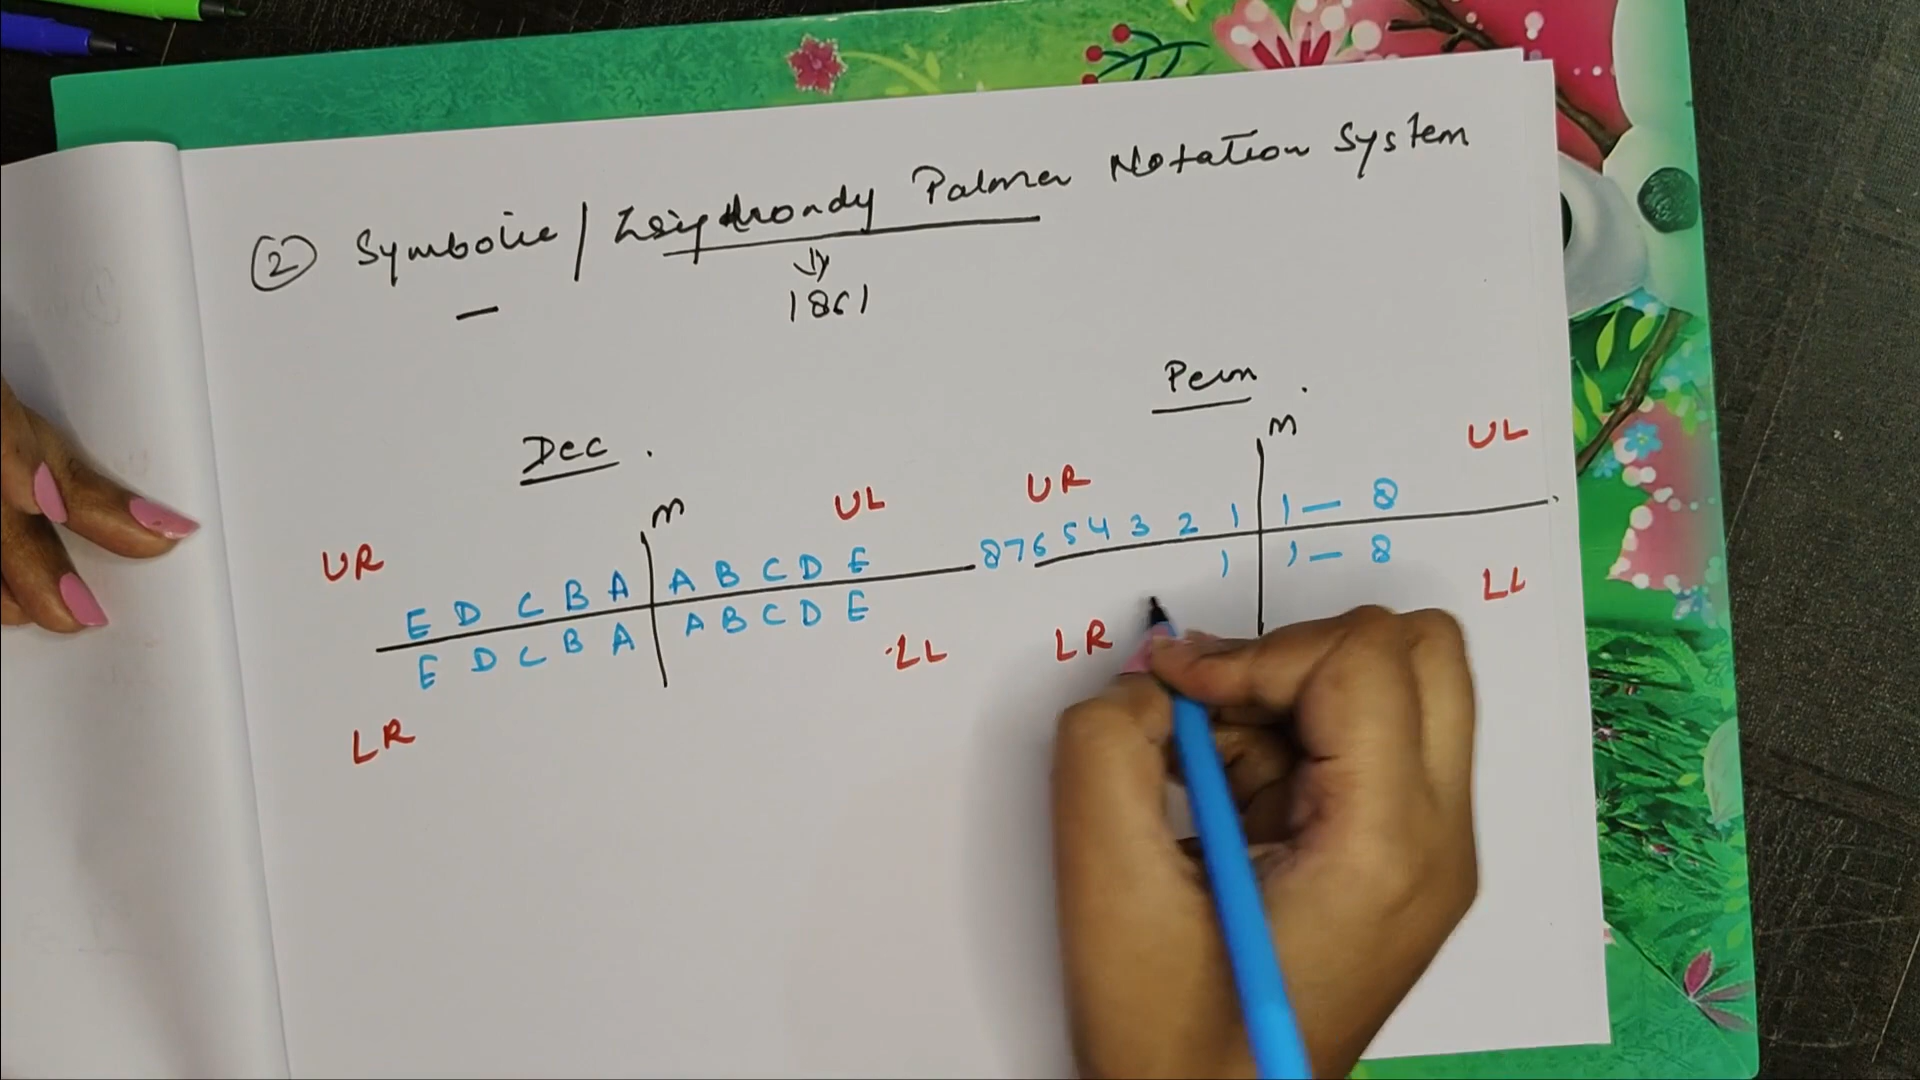 ② Symbolic / Zsigmondy Palmer Notation System
1861
Dec .
Perm .
M
M
UR
UL
UR
UL
E D C B A A B C D E
8 7 6 5 4 3 2 1 1 — 8
E D C B A A B C D E
1 1 — 8
LR
LL
LR
LL